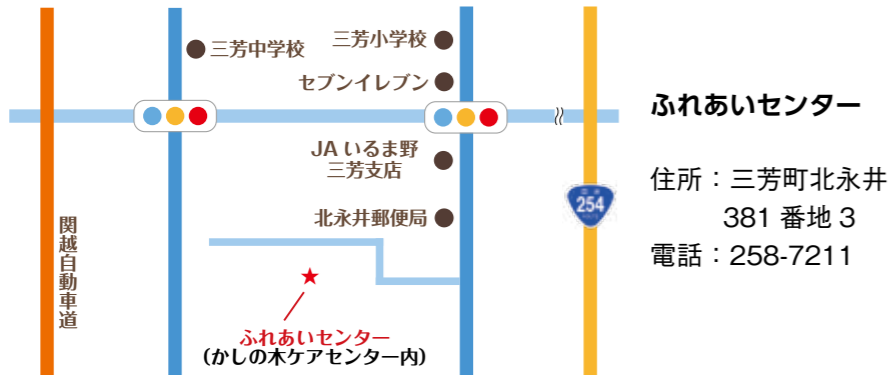 三芳中学校
三芳小学校
セブンイレブン
JAいるま野
三芳支店
北永井郵便局
関越自動車道
254
ふれあいセンター
(かしの木ケアセンター内)
ふれあいセンター
住所：三芳町北永井
381 番地 3
電話：258-7211